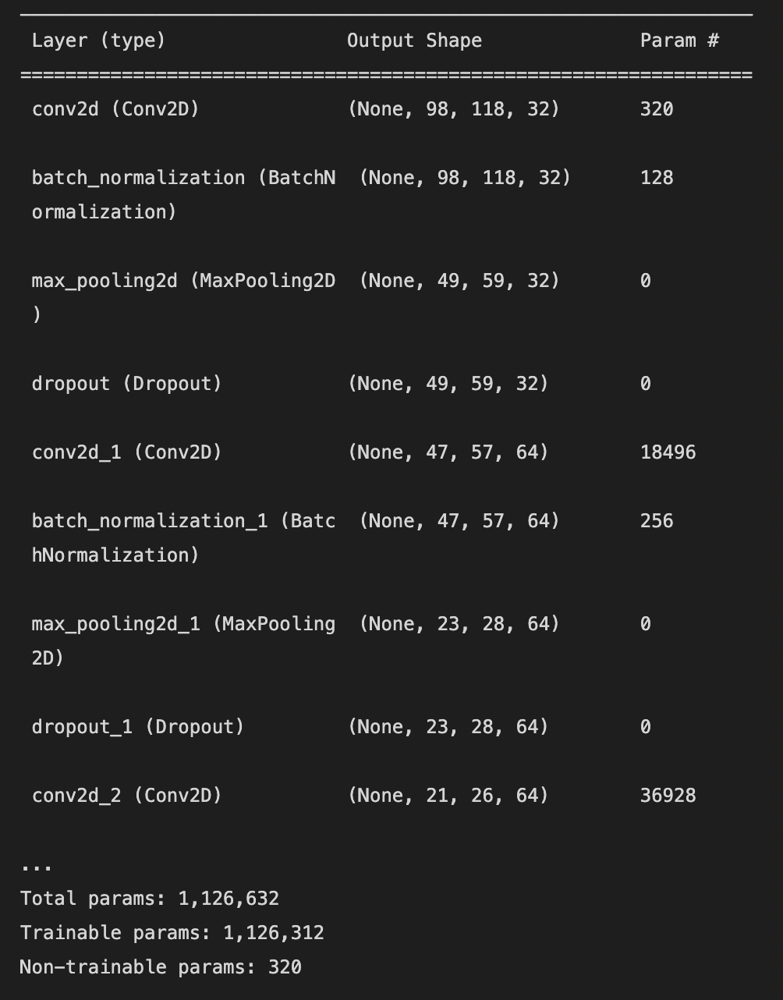 Layer (type) Output Shape Param #
=================================================================
conv2d (Conv2D) (None, 98, 118, 32) 320
batch_normalization (BatchN (None, 98, 118, 32) 128
ormalization)
max_pooling2d (MaxPooling2D (None, 49, 59, 32) 0
)
dropout (Dropout) (None, 49, 59, 32) 0
conv2d_1 (Conv2D) (None, 47, 57, 64) 18496
batch_normalization_1 (Batc (None, 47, 57, 64) 256
hNormalization)
max_pooling2d_1 (MaxPooling (None, 23, 28, 64) 0
2D)
dropout_1 (Dropout) (None, 23, 28, 64) 0
conv2d_2 (Conv2D) (None, 21, 26, 64) 36928
...
Total params: 1,126,632
Trainable params: 1,126,312
Non-trainable params: 320